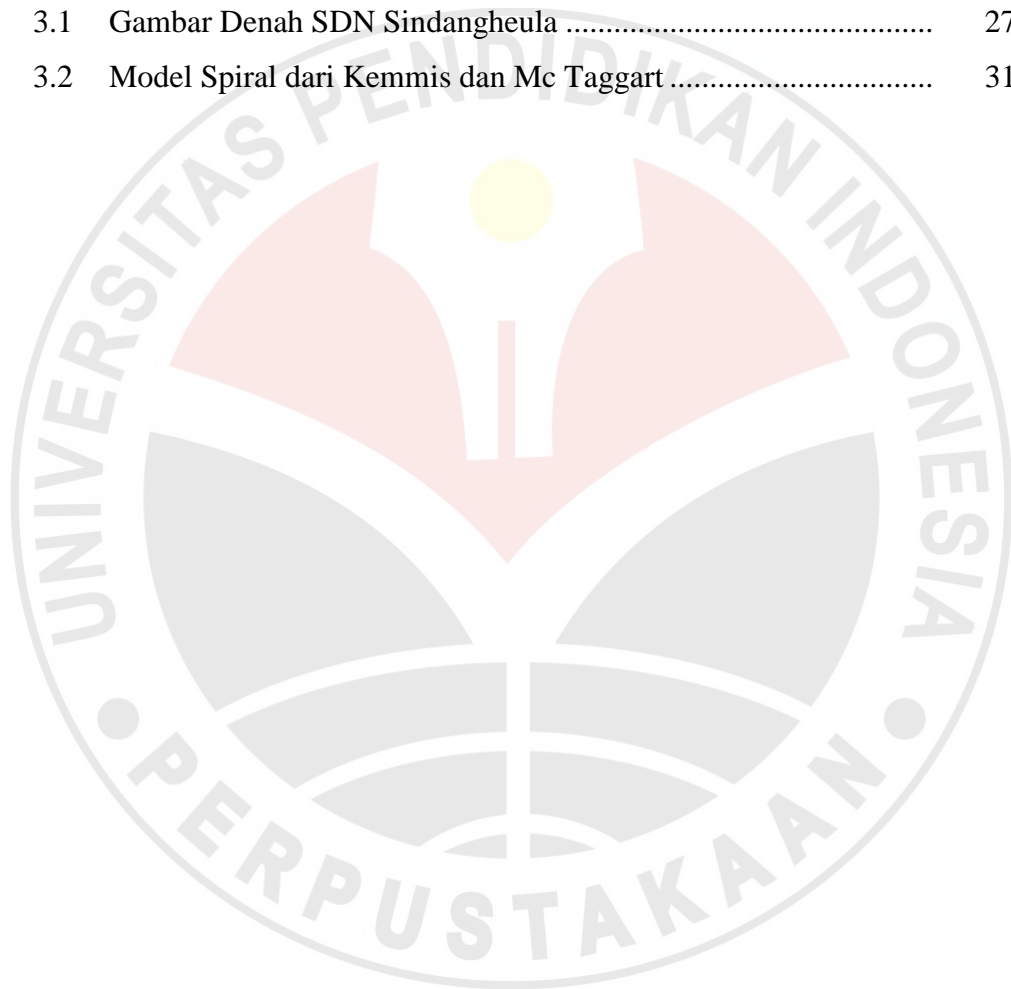 3.1 Gambar Denah SDN Sindangheula ............................................ 27
3.2 Model Spiral dari Kemmis dan Mc Taggart ................................ 31
UNIVERSITAS PENDIDIKAN INDONESIA
PERPUSTAKAAN